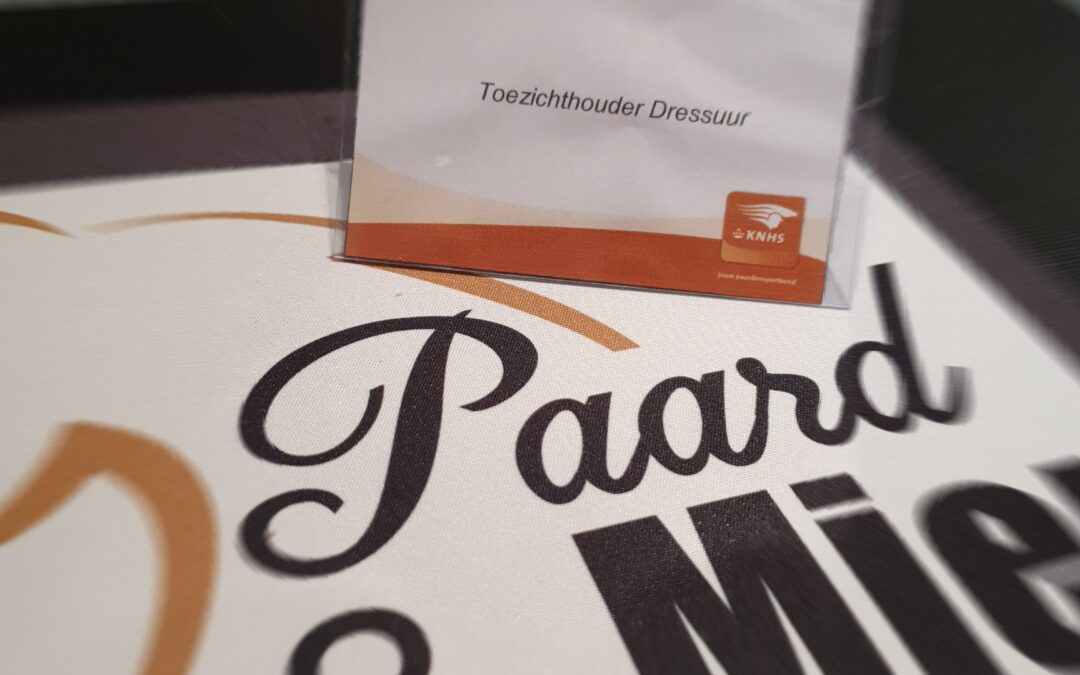 Toezichthouder Dressuur
KNHS
jouw paardensportbond
Paard